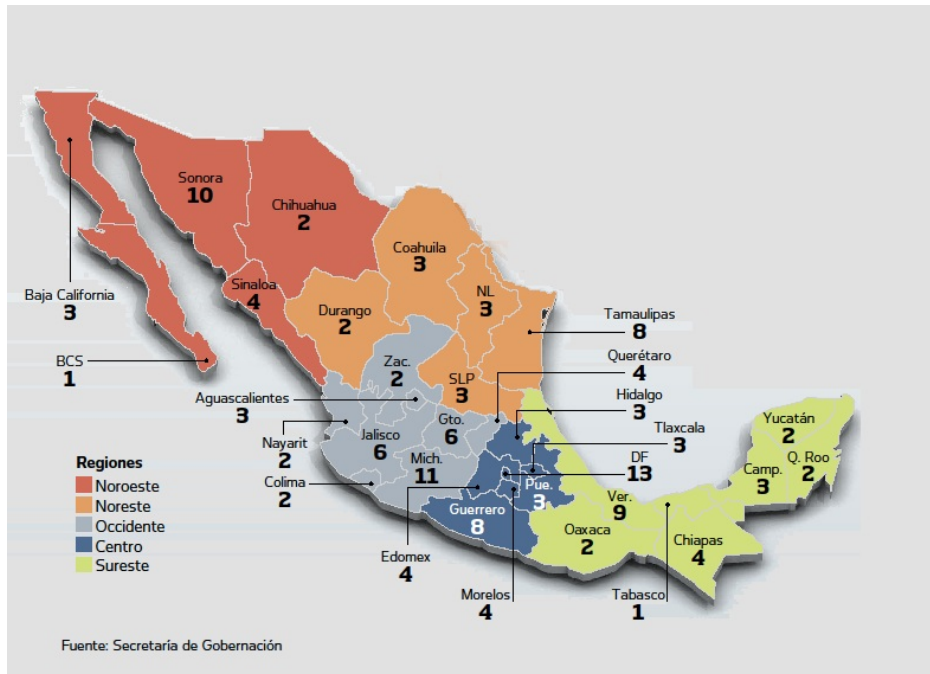 Sonora
10
Chihuahua
2
Coahuila
3
Sinaloa
4
NL
3
Baja California
3
Durango
2
Tamaulipas
8
BCS
1
Zac.
2
Querétaro
4
SLP
3
Aguascalientes
3
Hidalgo
3
Yucatán
2
Nayarit
2
Jalisco
6
Gto.
6
Tlaxcala
3
DF
13
Q. Roo
2
Camp.
3
Mich.
11
Colima
2
Pue.
3
Ver.
9
Guerrero
8
Oaxaca
2
Chiapas
4
Edomex
4
Morelos
4
Tabasco
1
Regiones
Noroeste
Noreste
Occidente
Centro
Sureste
Fuente: Secretaría de Gobernación